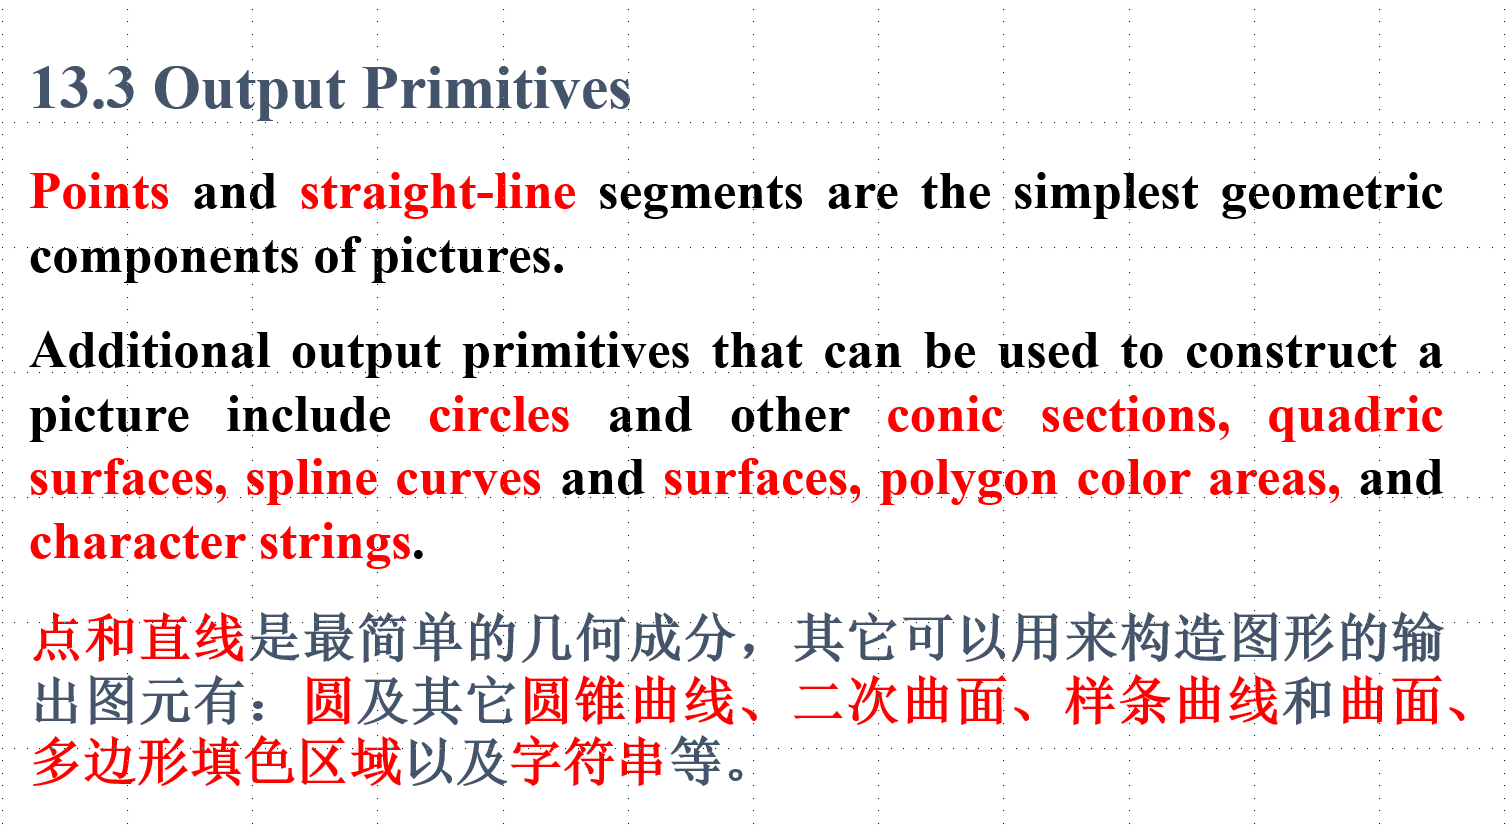 13.3 Output Primitives
Points and straight-line segments are the simplest geometric
components of pictures.
Additional output primitives that can be used to construct a
picture include circles and other conic sections, quadric
surfaces, spline curves and surfaces, polygon color areas, and
character strings.
点和直线是最简单的几何成分，其它可以用来构造图形的输
出图元有：圆及其它圆锥曲线、二次曲面、样条曲线和曲面、
多边形填色区域以及字符串等。